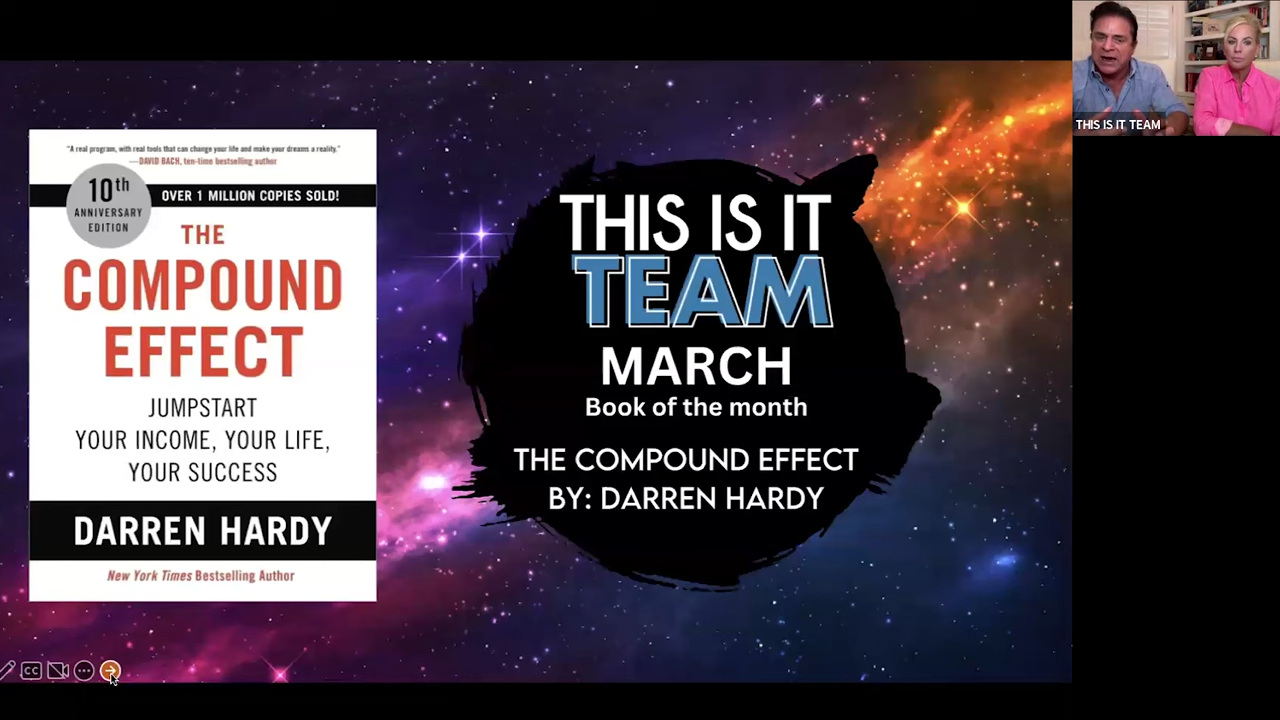 "A real program, with real tools that can change your life and make your dreams a reality."
—DAVID BACH, ten-time bestselling author
10th
ANNIVERSARY
EDITION
OVER 1 MILLION COPIES SOLD!
THE
COMPOUND
EFFECT
JUMPSTART
YOUR INCOME, YOUR LIFE,
YOUR SUCCESS
DARREN HARDY
New York Times Bestselling Author
THIS IS IT
TEAM
MARCH
Book of the month
THE COMPOUND EFFECT
BY: DARREN HARDY
THIS IS IT TEAM
CC